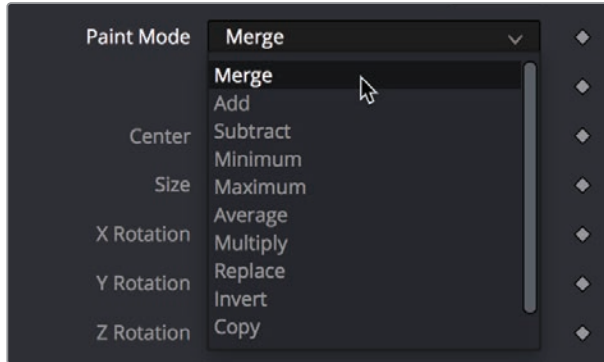 Paint Mode Merge
Merge
Add
Center Subtract
Minimum
Size Maximum
Average
X Rotation Multiply
Y Rotation Replace
Invert
Z Rotation Copy